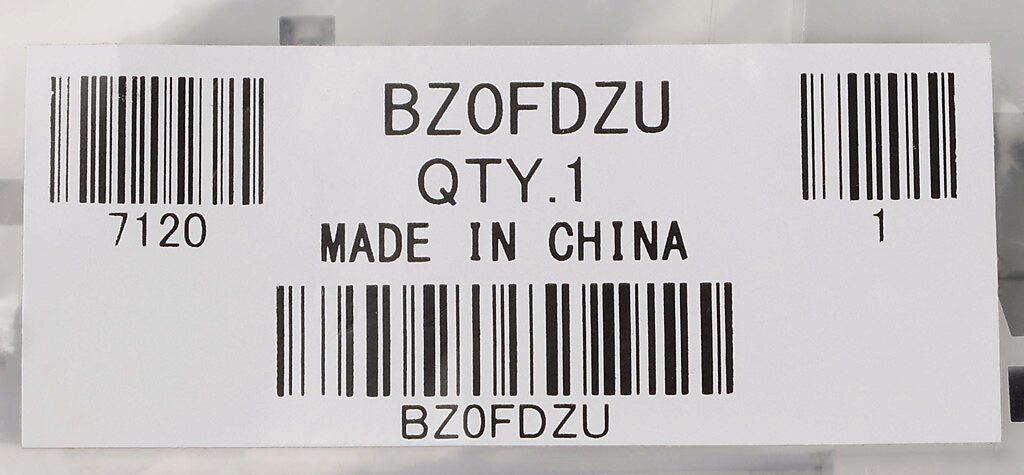 BZ0FDZU
QTY.1
7120
1
MADE IN CHINA
BZ0FDZU